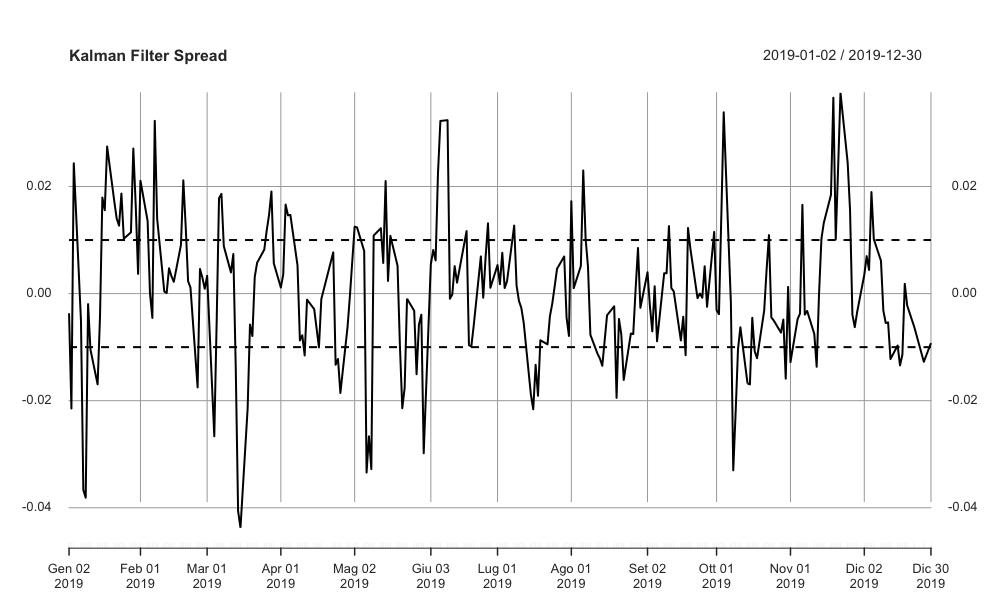 Kalman Filter Spread 2019-01-02 / 2019-12-30
0.02 0.02
0.00 0.00
-0.02 -0.02
-0.04 -0.04
Gen 02 Feb 01 Mar 01 Apr 01 Mag 02 Giu 03 Lug 01 Ago 01 Set 02 Ott 01 Nov 01 Dic 02 Dic 30
2019 2019 2019 2019 2019 2019 2019 2019 2019 2019 2019 2019 2019